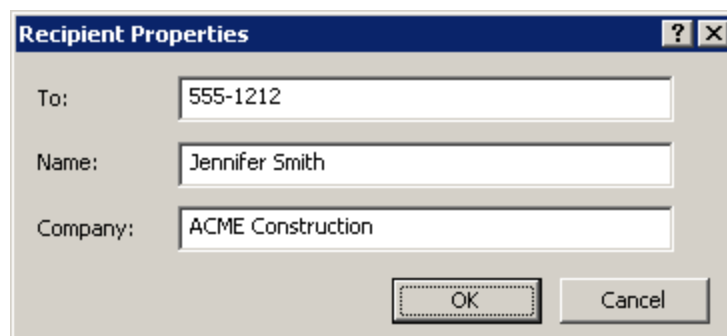 Recipient Properties ? X
To: 555-1212
Name: Jennifer Smith
Company: ACME Construction
OK Cancel